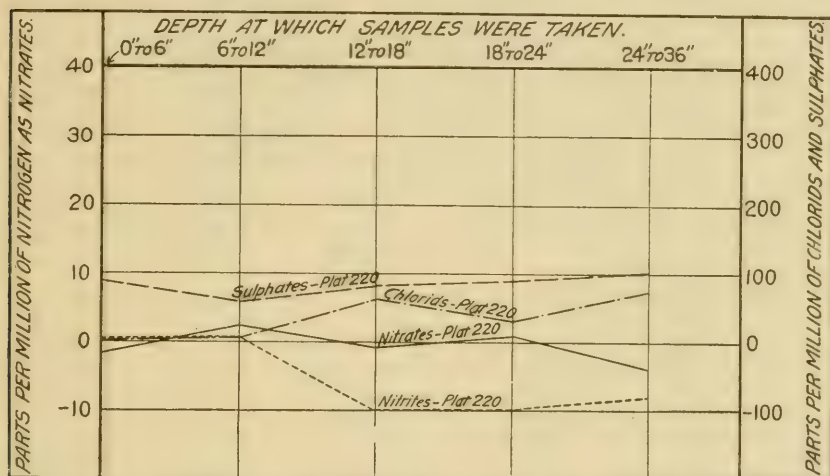 DEPTH AT WHICH SAMPLES WERE TAKEN.
0" TO 6" 6" TO 12" 12" TO 18" 18" TO 24" 24" TO 36"
PARTS PER MILLION OF NITROGEN AS NITRATES.
40
30
20
10
0
-10
Sulphates-Plat 220
Chlorids-Plat 220
Nitrates-Plat 220
Nitrites-Plat 220
400
300
200
100
0
-100
PARTS PER MILLION OF CHLORIDS AND SULPHATES.